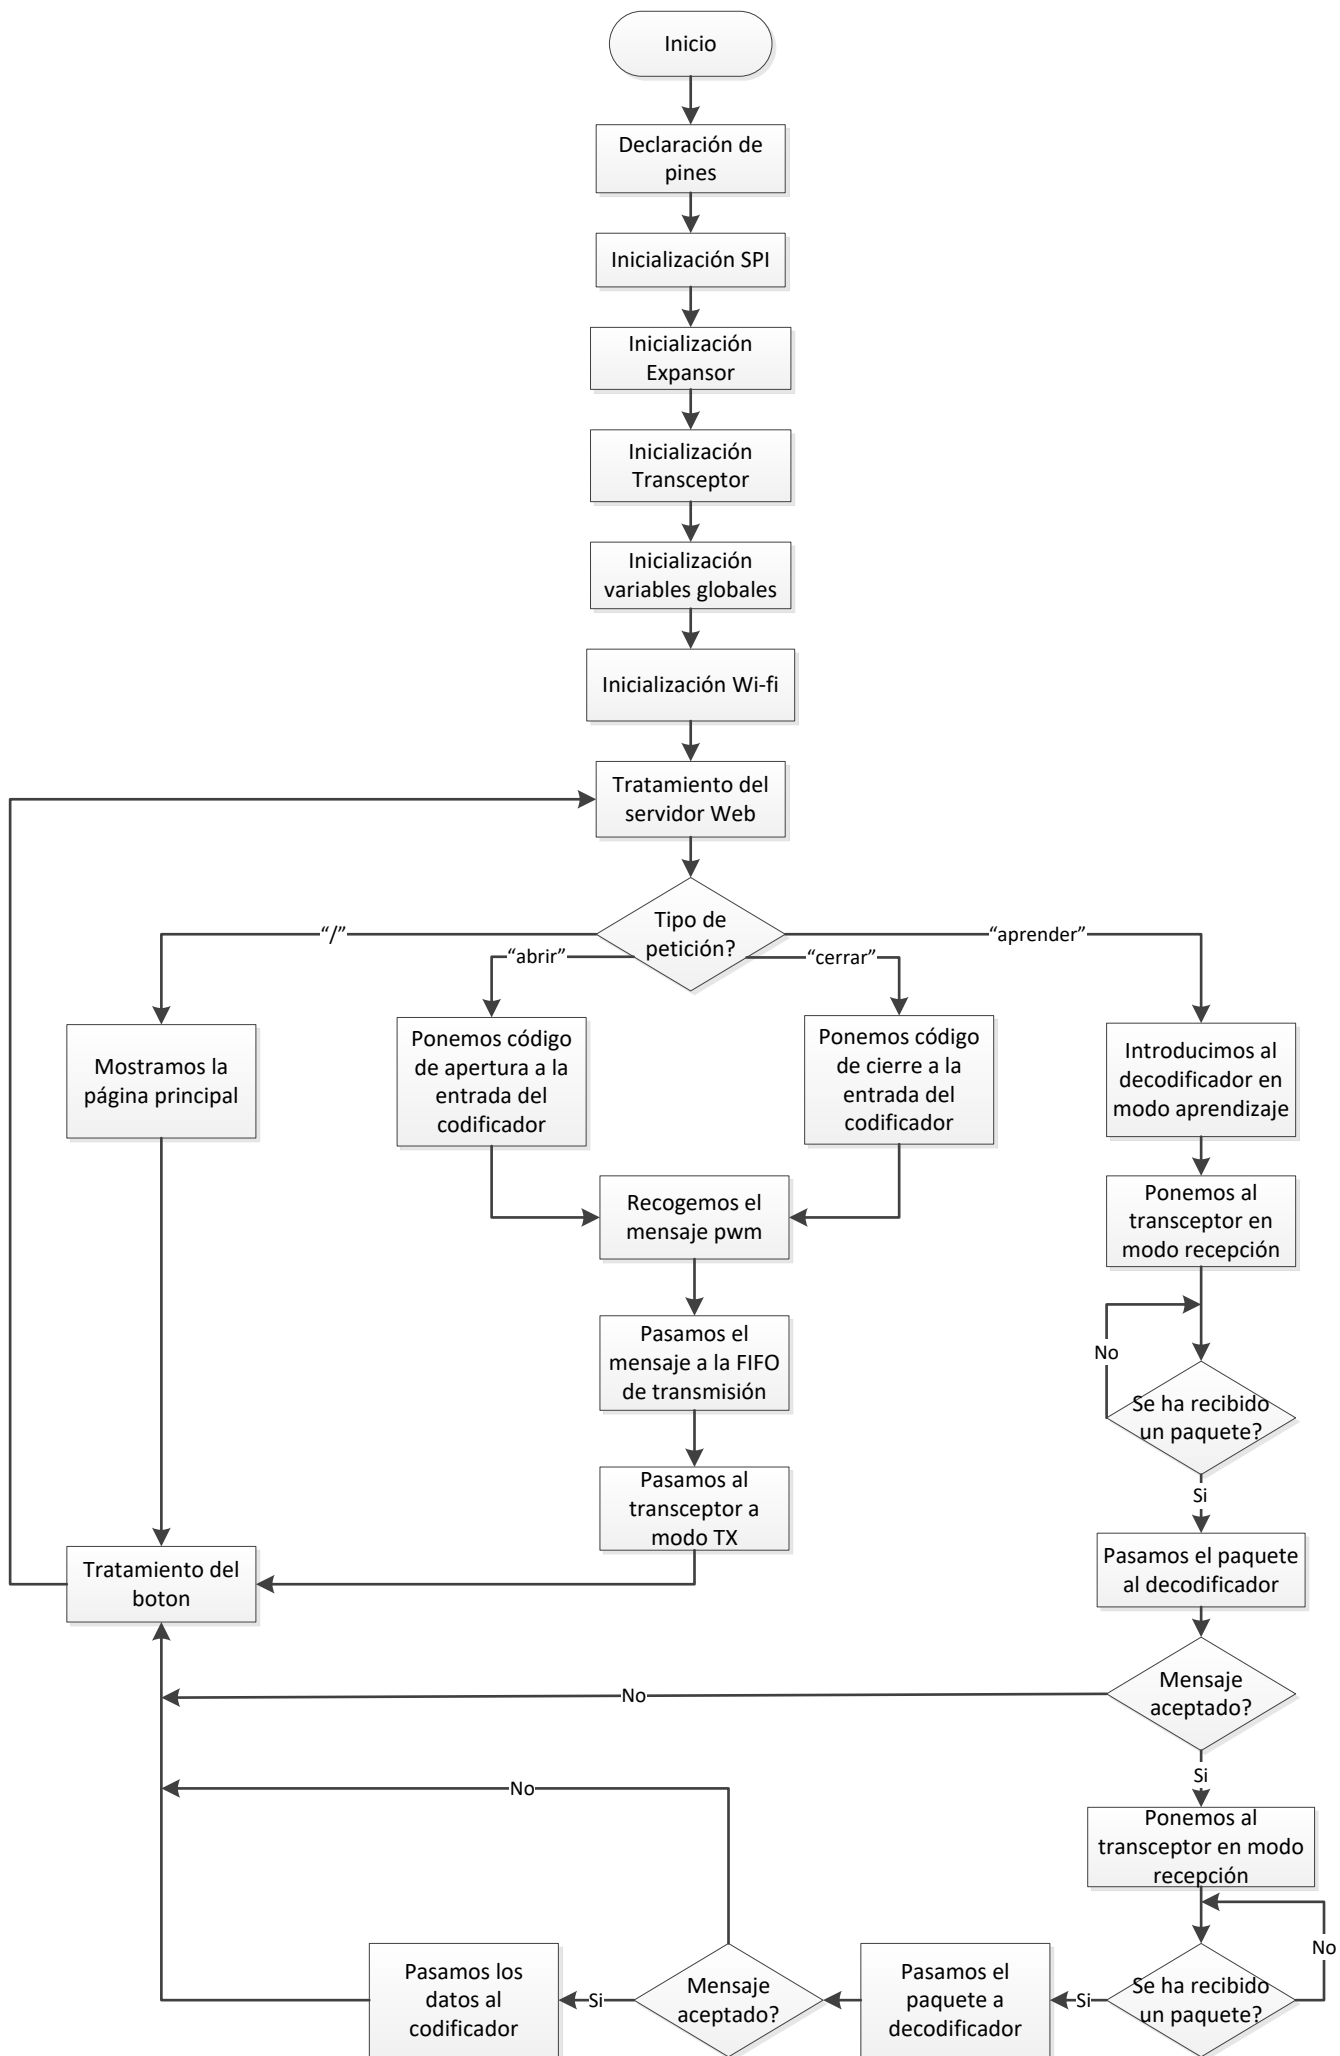 Inicio
Declaración de
pines
Inicialización SPI
Inicialización
Expansor
Inicialización
Transceptor
Inicialización
variables globales
Inicialización Wi-fi
Tratamiento del
servidor Web
Tipo de
petición?
“/”
“abrir”
“cerrar”
“aprender”
Mostramos la
página principal
Ponemos código
de apertura a la
entrada del
codificador
Ponemos código
de cierre a la
entrada del
codificador
Introducimos al
decodificador en
modo aprendizaje
Recogemos el
mensaje pwm
Ponemos al
transceptor en
modo recepción
Pasamos el
mensaje a la FIFO
de transmisión
No
Se ha recibido
un paquete?
Si
Pasamos al
transceptor a
modo TX
Tratamiento del
boton
Pasamos el paquete
al decodificador
Mensaje
aceptado?
No
Si
No
Ponemos al
transceptor en modo
recepción
No
Se ha recibido
un paquete?
Si
Pasamos el
paquete a
decodificador
Mensaje
aceptado?
Si
Pasamos los
datos al
codificador